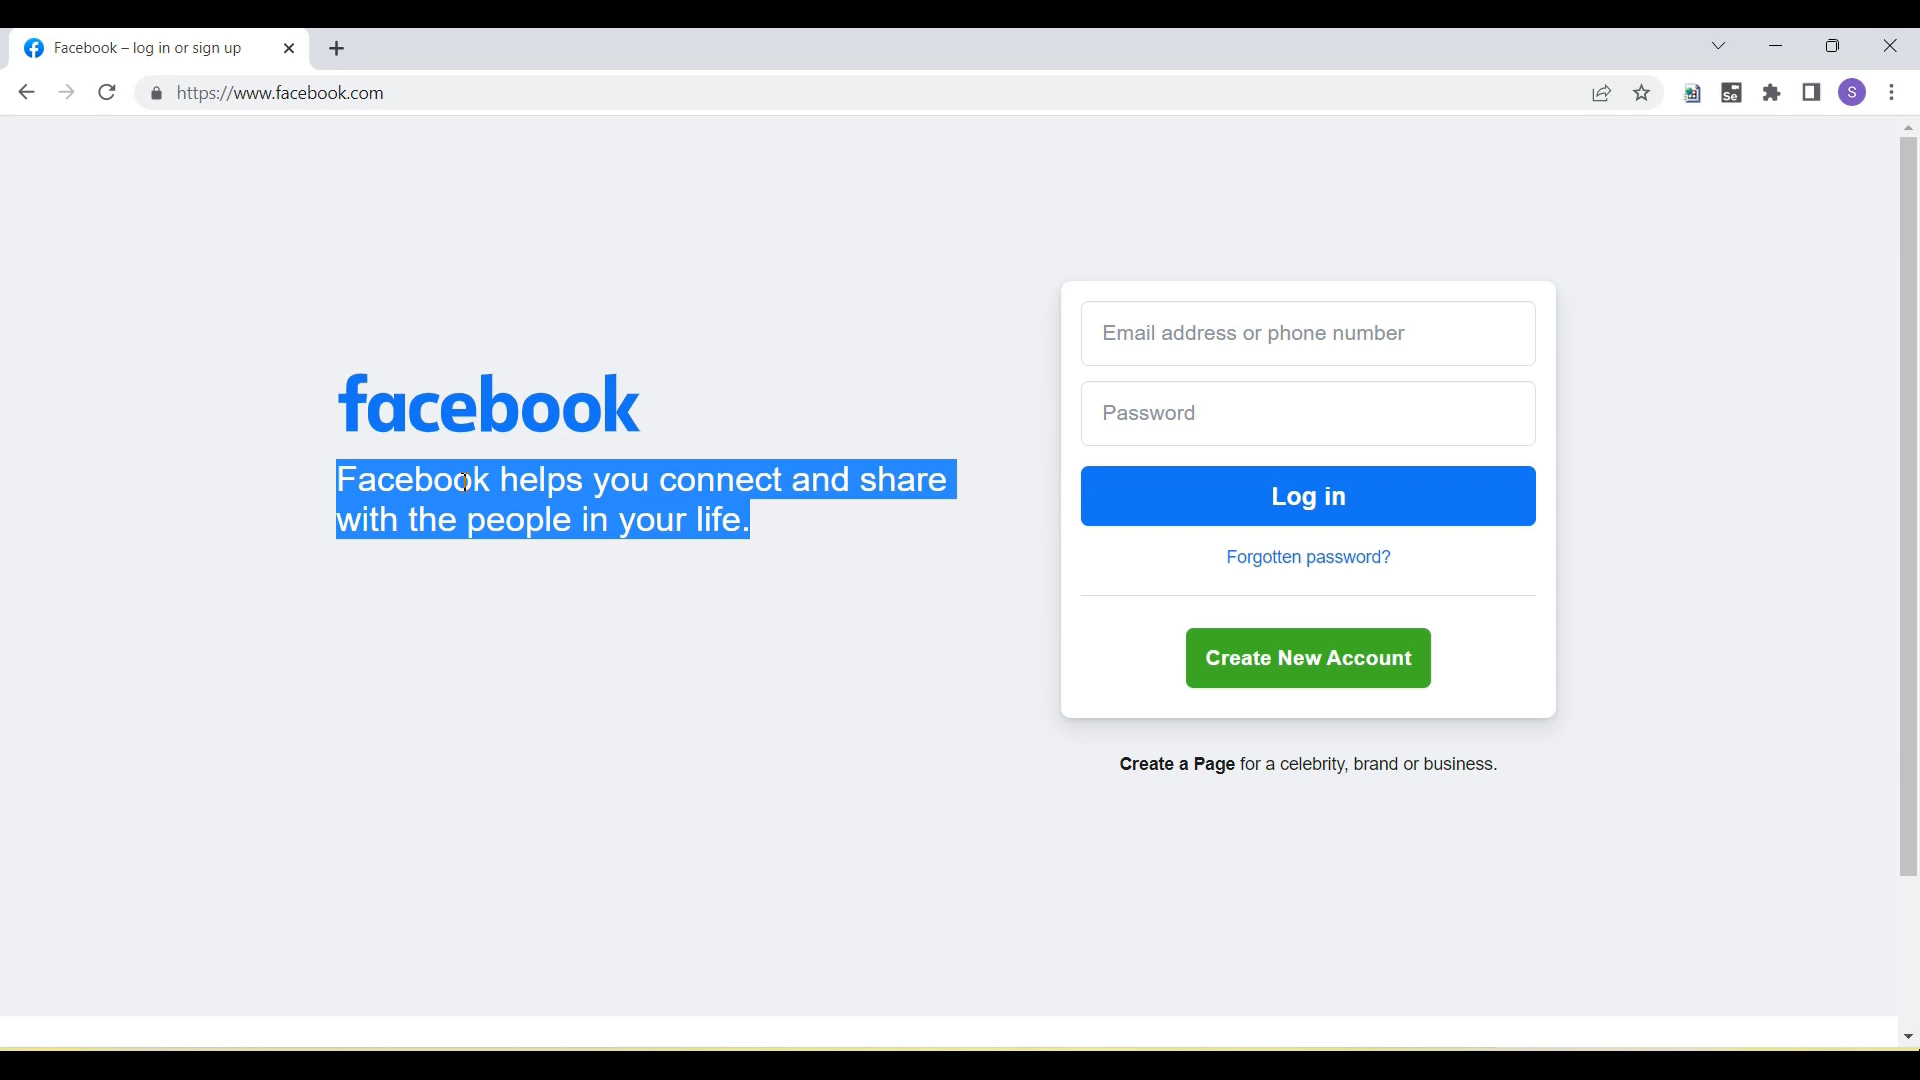 Facebook – log in or sign up
https://www.facebook.com
Se
S
facebook
Facebook helps you connect and share
with the people in your life.
Email address or phone number
Password
Log in
Forgotten password?
Create New Account
Create a Page for a celebrity, brand or business.